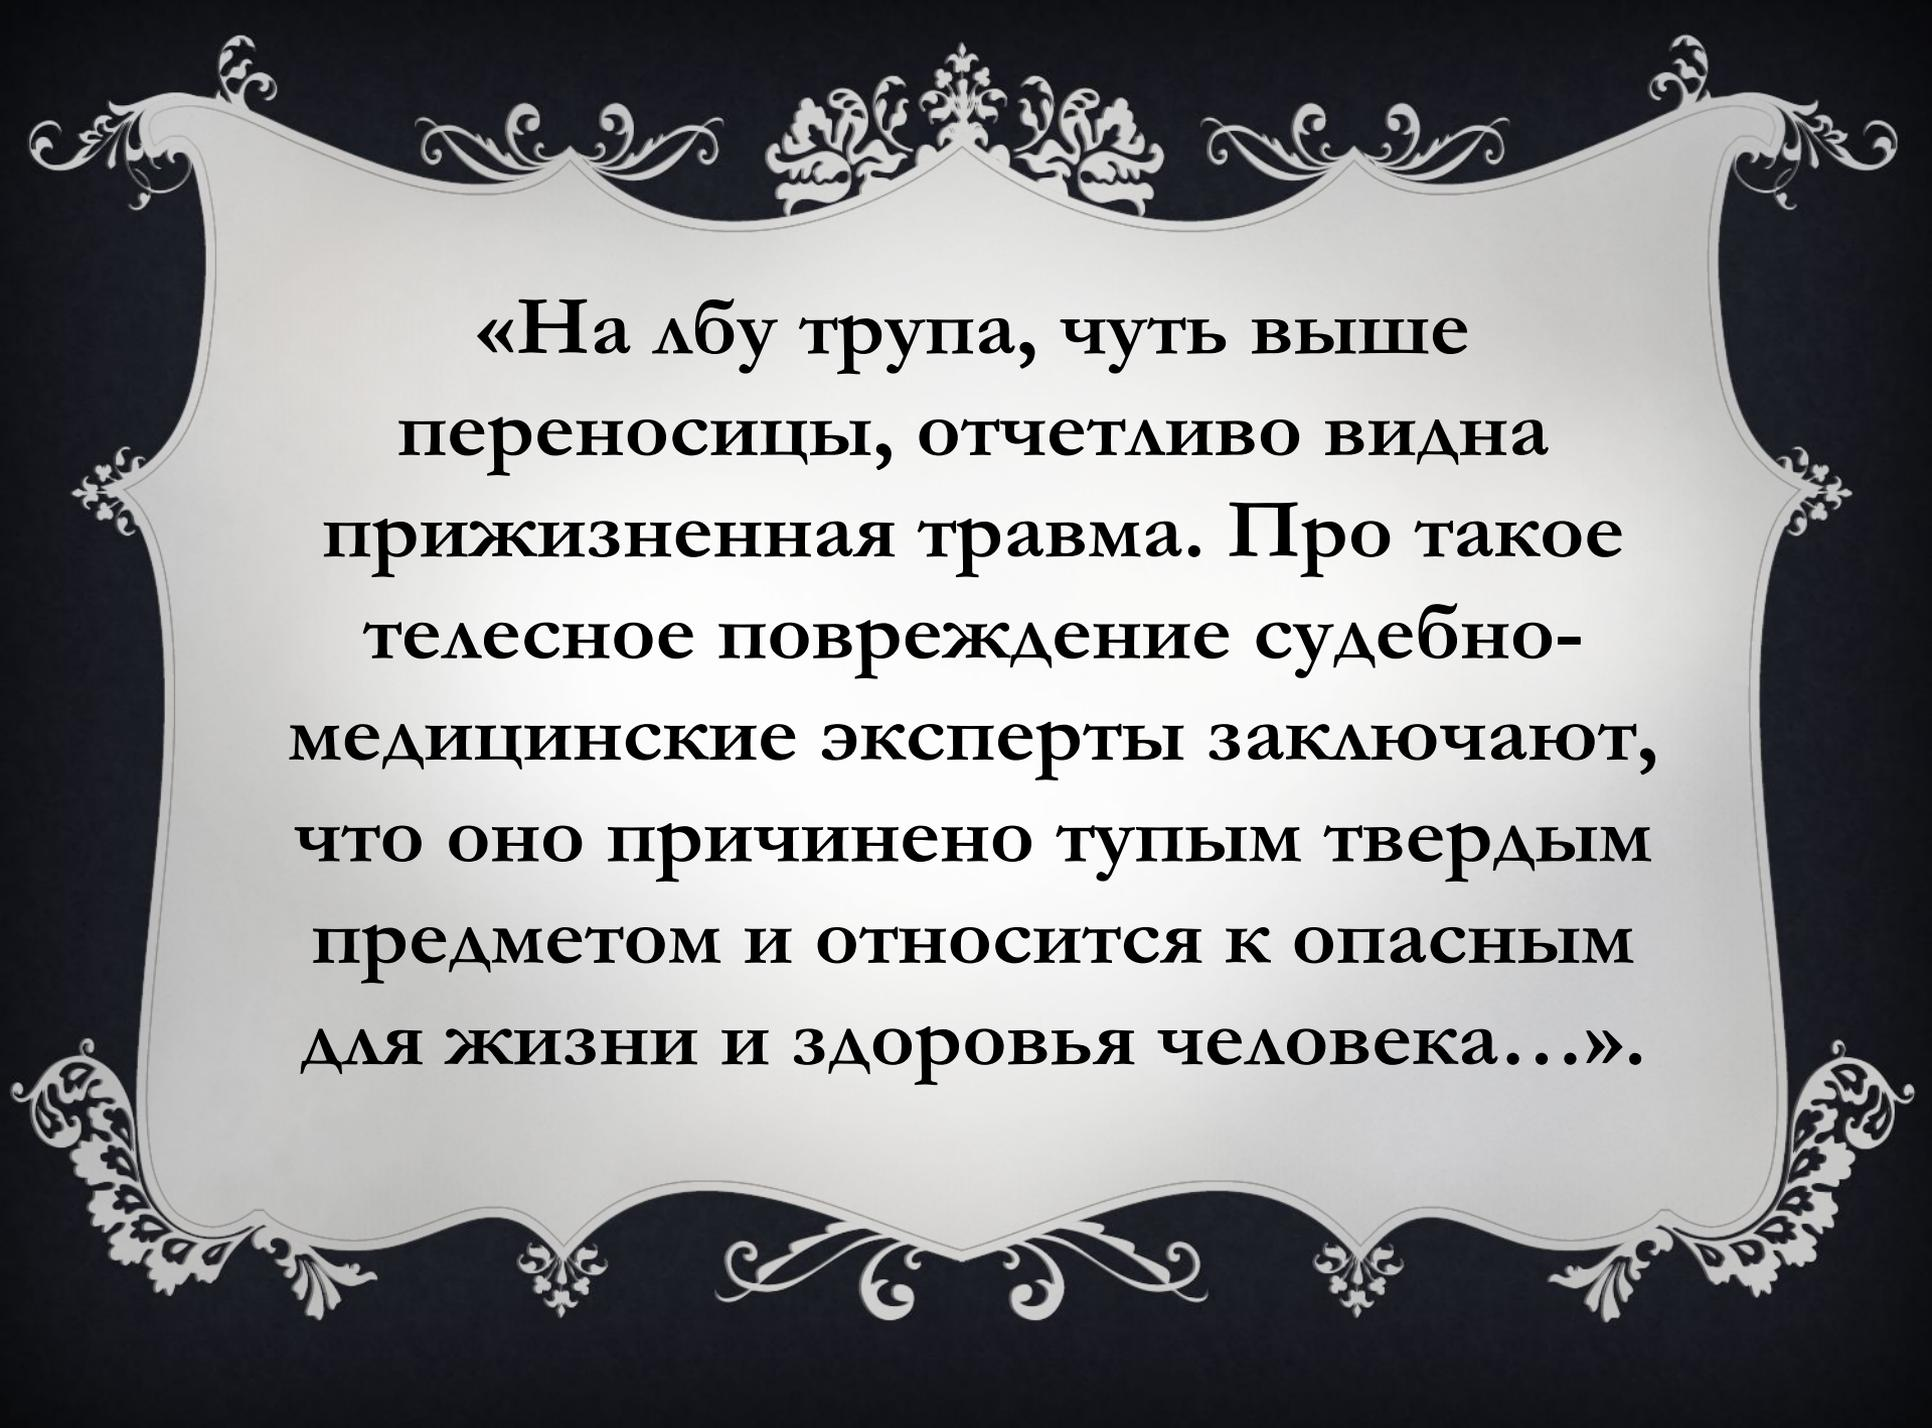 «На лбу трупа, чуть выше
переносицы, отчетливо видна
прижизненная травма. Про такое
телесное повреждение судебно-
медицинские эксперты заключают,
что оно причинено тупым твердым
предметом и относится к опасным
для жизни и здоровья человека…».